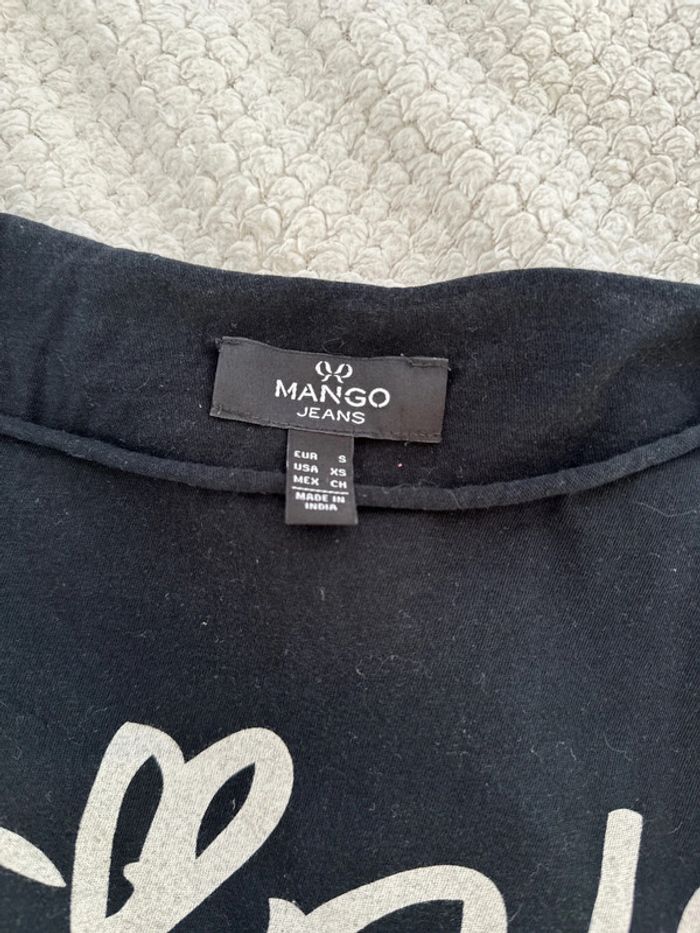 MANGO
JEANS
EUR S
USA XS
MEX CH
MADE IN
INDIA